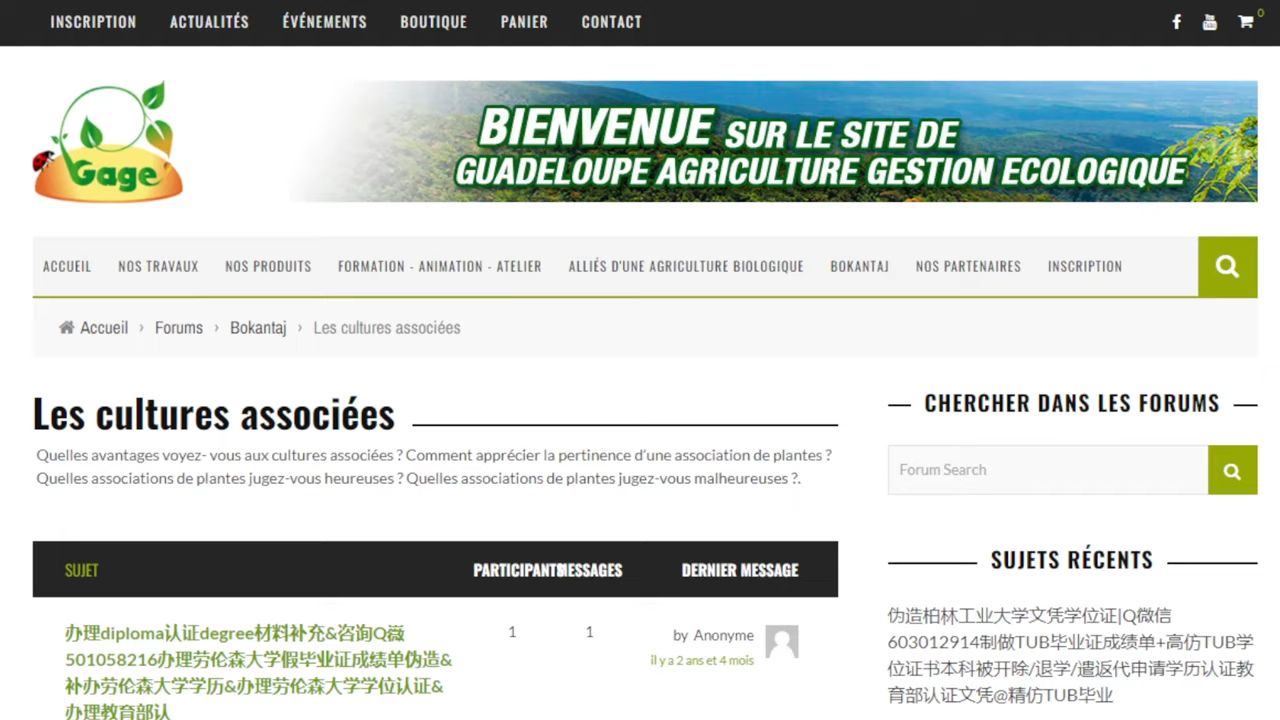 INSCRIPTION ACTUALITÉS ÉVÉNEMENTS BOUTIQUE PANIER CONTACT
0
Gage
BIENVENUE SUR LE SITE DE
GUADELOUPE AGRICULTURE GESTION ECOLOGIQUE
ACCUEIL NOS TRAVAUX NOS PRODUITS FORMATION - ANIMATION - ATELIER ALLIÉS D'UNE AGRICULTURE BIOLOGIQUE BOKANTAJ NOS PARTENAIRES INSCRIPTION
Accueil › Forums › Bokantaj › Les cultures associées
Les cultures associées
Quelles avantages voyez- vous aux cultures associées ? Comment apprécier la pertinence d'une association de plantes ?
Quelles associations de plantes jugez-vous heureuses ? Quelles associations de plantes jugez-vous malheureuses ?.
SUJET PARTICIPANTS MESSAGES DERNIER MESSAGE
办理diploma认证degree材料补充&咨询Q薇
501058216办理劳伦森大学假毕业证成绩单伪造&
补办劳伦森大学学历&办理劳伦森大学学位认证&
办理教育部认
1 1 by Anonyme
il y a 2 ans et 4 mois
CHERCHER DANS LES FORUMS
Forum Search
SUJETS RÉCENTS
伪造柏林工业大学文凭学位证|Q微信
603012914制做TUB毕业证成绩单+高仿TUB学
位证书本科被开除/退学/遣返代申请学历认证教
育部认证文凭@精仿TUB毕业